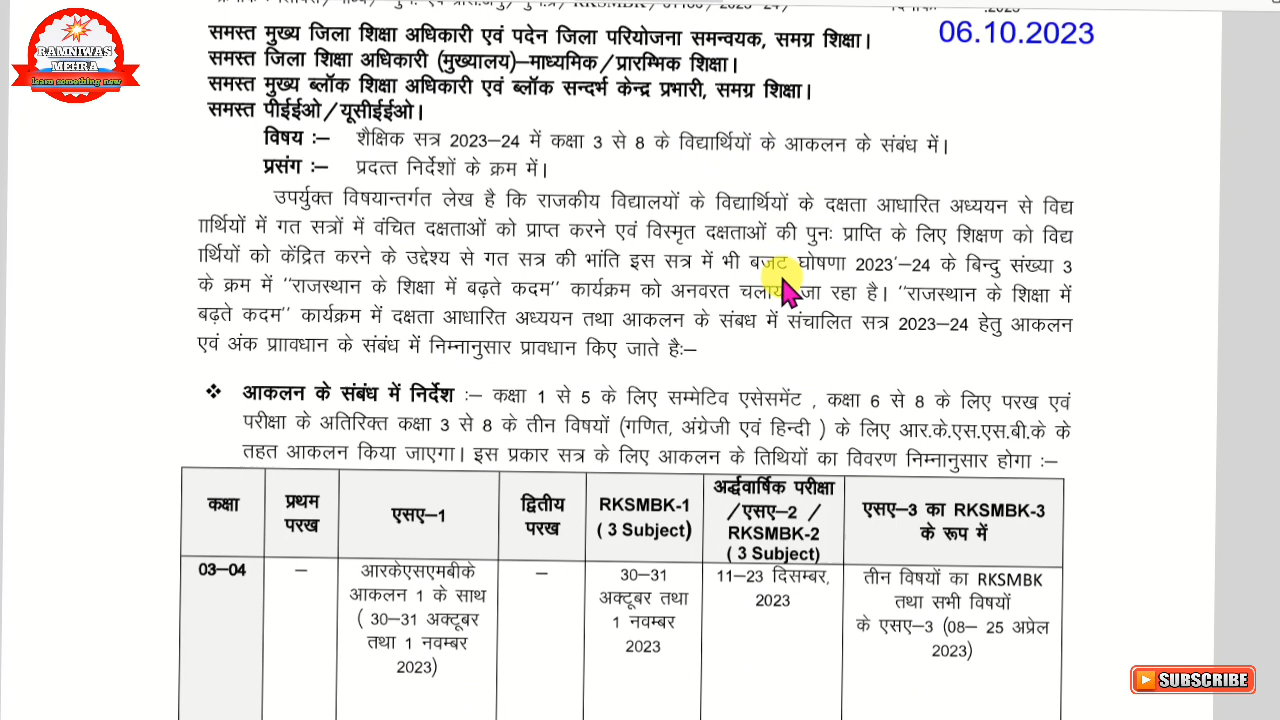 06.10.2023
RAMNIWAS
MEHRA
learn something new
समस्त मुख्य जिला शिक्षा अधिकारी एवं पदेन जिला परियोजना समन्वयक, समग्र शिक्षा।
समस्त जिला शिक्षा अधिकारी (मुख्यालय)–माध्यमिक/प्रारम्भिक शिक्षा।
समस्त मुख्य ब्लॉक शिक्षा अधिकारी एवं ब्लॉक सन्दर्भ केन्द्र प्रभारी, समग्र शिक्षा।
समस्त पीईईओ/यूसीईईओ।
विषय :– शैक्षिक सत्र 2023–24 में कक्षा 3 से 8 के विद्यार्थियों के आकलन के संबंध में।
प्रसंग :– प्रदत्त निर्देशों के क्रम में।
उपर्युक्त विषयान्तर्गत लेख है कि राजकीय विद्यालयों के विद्यार्थियों के दक्षता आधारित अध्ययन से विद्य
ाार्थियों में गत सत्रों में वंचित दक्षताओं को प्राप्त करने एवं विस्मृत दक्षताओं की पुनः प्राप्ति के लिए शिक्षण को विद्य
ार्थियों को केंद्रित करने के उद्देश्य से गत सत्र की भांति इस सत्र में भी बजट घोषणा 2023'–24 के बिन्दु संख्या 3
के क्रम में "राजस्थान के शिक्षा में बढ़ते कदम" कार्यक्रम को अनवरत चलाया जा रहा है। "राजस्थान के शिक्षा में
बढ़ते कदम" कार्यक्रम में दक्षता आधारित अध्ययन तथा आकलन के संबध में संचालित सत्र 2023–24 हेतु आकलन
एवं अंक प्राावधान के संबंध में निम्नानुसार प्रावधान किए जाते हैः–
❖ आकलन के संबंध में निर्देश :– कक्षा 1 से 5 के लिए सम्मेटिव एसेसमेंट , कक्षा 6 से 8 के लिए परख एवं
परीक्षा के अतिरिक्त कक्षा 3 से 8 के तीन विषयों (गणित, अंग्रेजी एवं हिन्दी ) के लिए आर.के.एस.एस.बी.के के
तहत आकलन किया जाएगा। इस प्रकार सत्र के लिए आकलन के तिथियों का विवरण निम्नानुसार होगा :–
कक्षा
प्रथम
परख
एसए–1
द्वितीय
परख
RKSMBK-1
( 3 Subject)
अर्द्धवार्षिक परीक्षा
/एसए–2 /
RKSMBK-2
( 3 Subject)
एसए–3 का RKSMBK-3
के रूप में
03–04
–
आरकेएसएमबीके
आकलन 1 के साथ
( 30–31 अक्टूबर
तथा 1 नवम्बर
2023)
–
30–31
अक्टूबर तथा
1 नवम्बर
2023
11–23 दिसम्बर,
2023
तीन विषयों का RKSMBK
तथा सभी विषयों
के एसए–3 (08– 25 अप्रेल
2023)
SUBSCRIBE